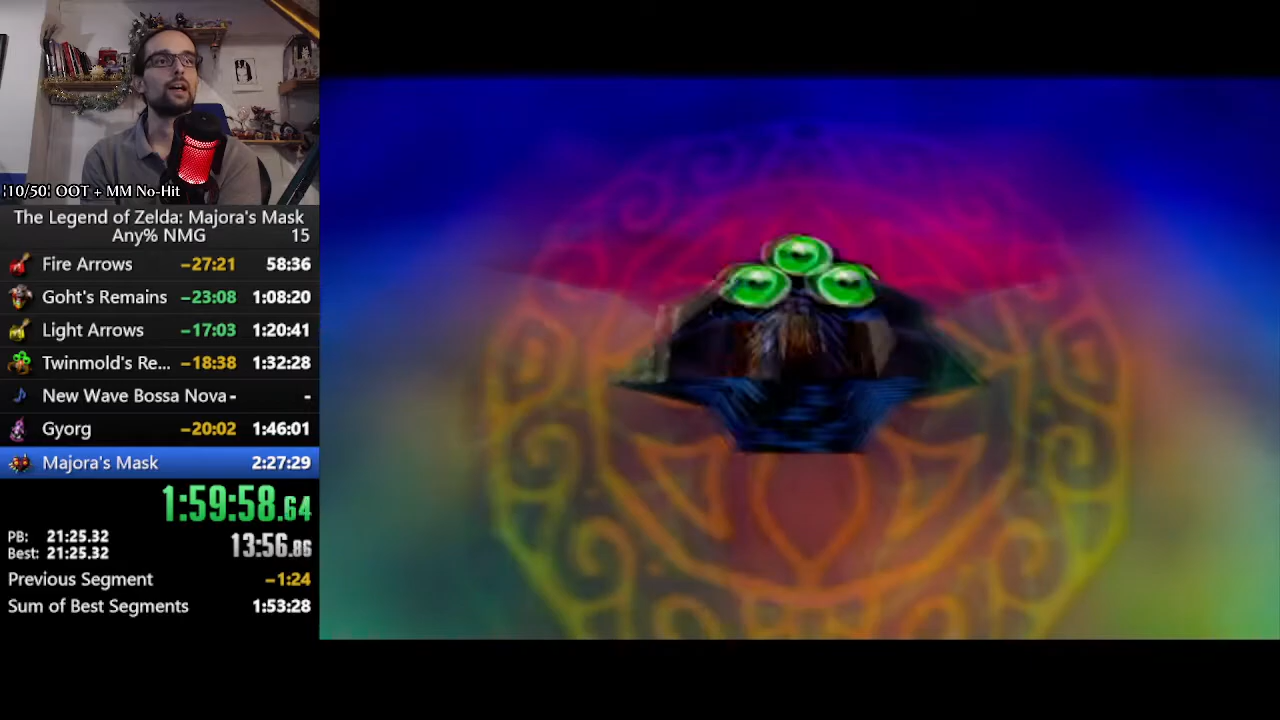 ¦10/50¦ OOT + MM No-Hit
The Legend of Zelda: Majora's Mask
Any% NMG 15
Fire Arrows −27:21 58:36
Goht's Remains −23:08 1:08:20
Light Arrows −17:03 1:20:41
Twinmold's Re... −18:38 1:32:28
New Wave Bossa Nova - -
Gyorg −20:02 1:46:01
Majora's Mask 2:27:29
1:59:58.64
PB: 21:25.32
Best: 21:25.32
13:56.86
Previous Segment −1:24
Sum of Best Segments 1:53:28